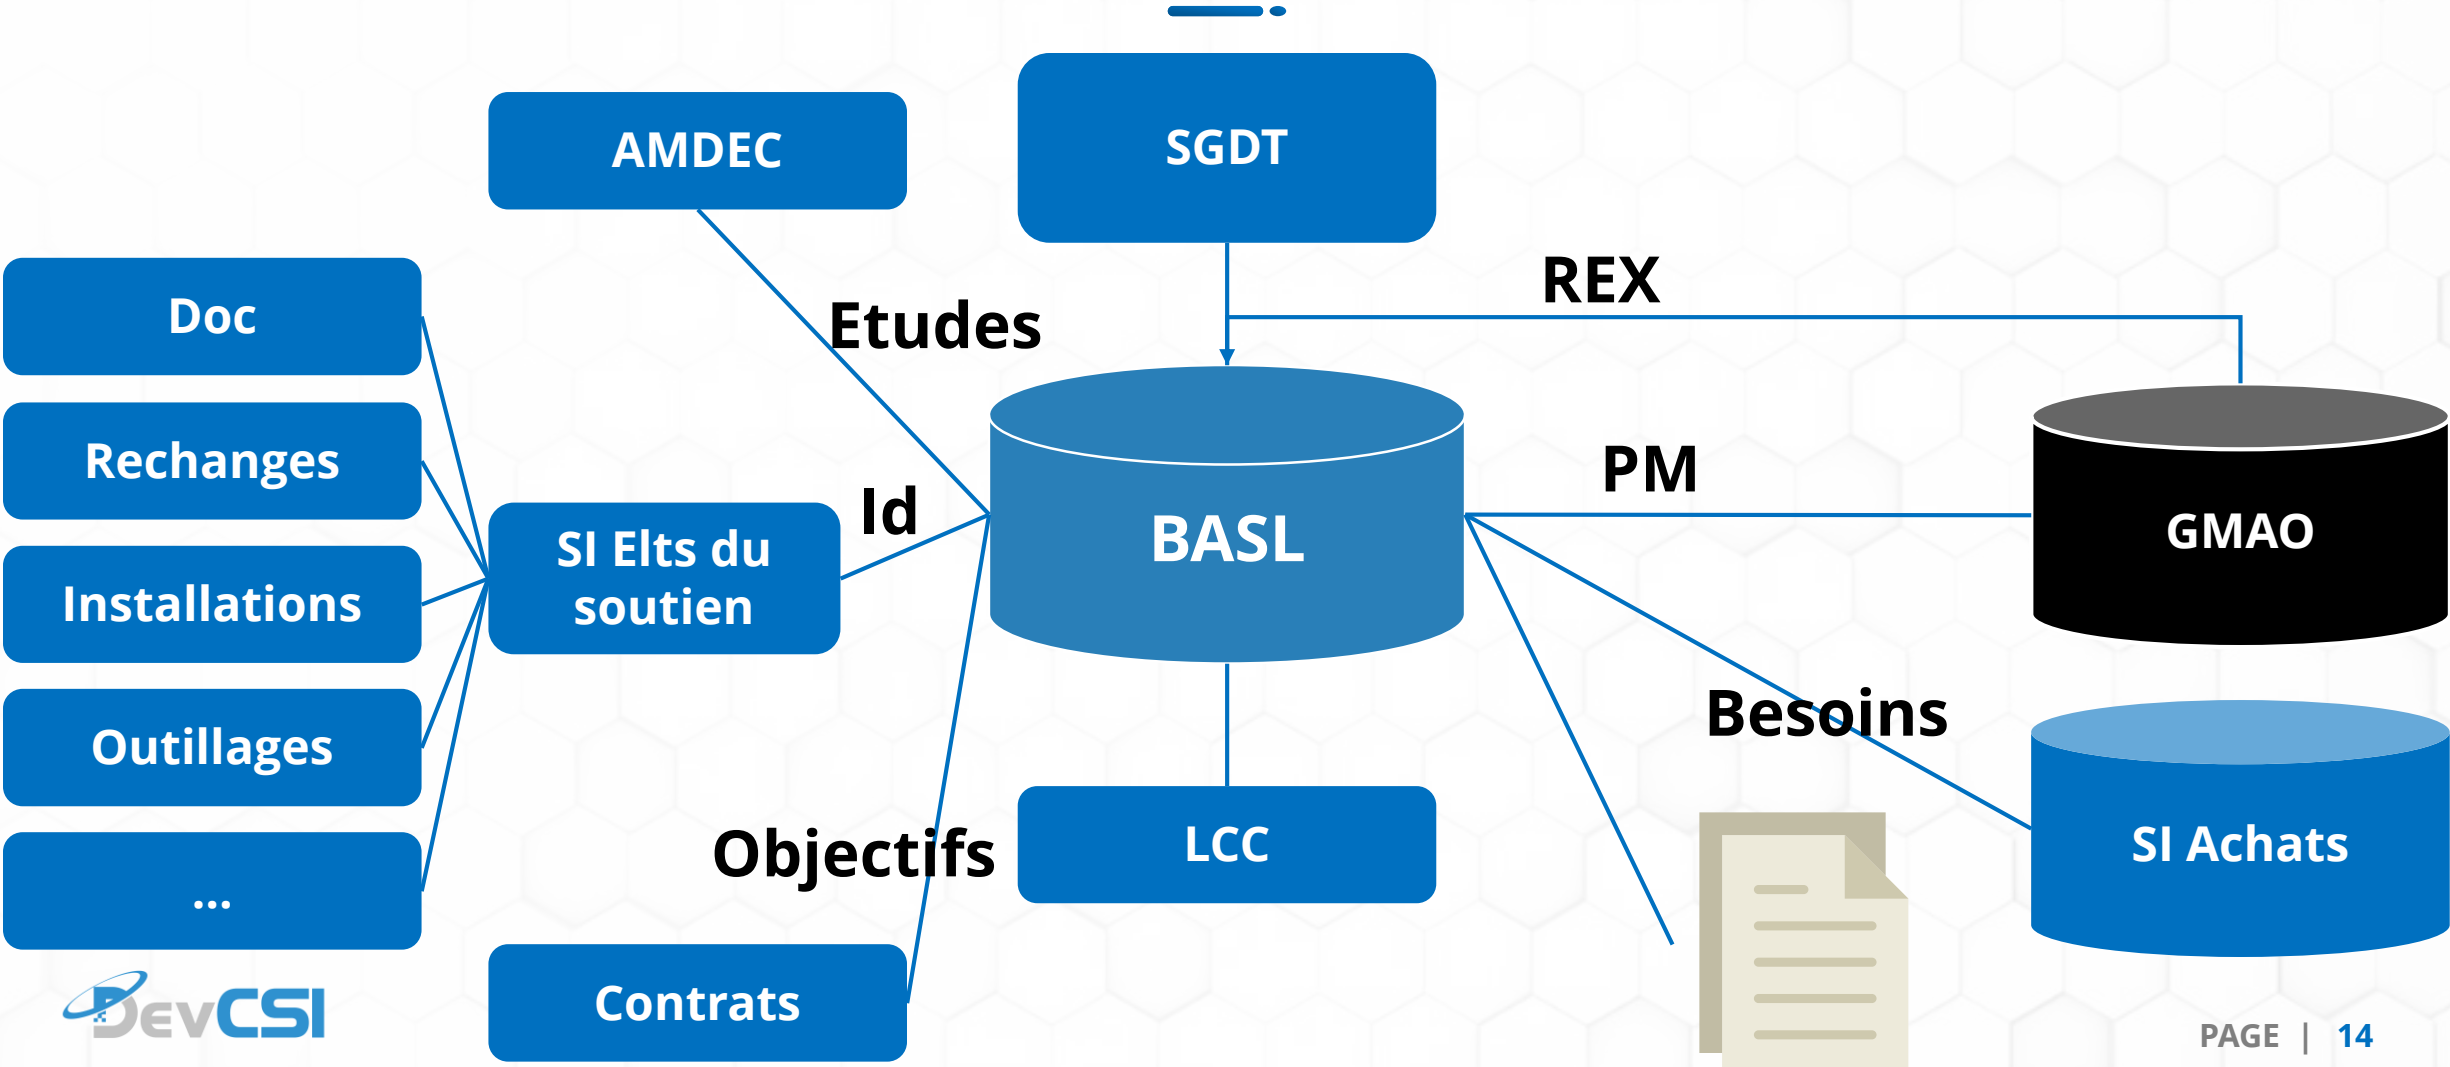 SGDT
AMDEC
REX
Doc
Etudes
PM
Rechanges
Id
BASL
GMAO
SI Elts du
soutien
Installations
Besoins
Outillages
Objectifs
LCC
SI Achats
...
DevCSI
Contrats
PAGE | 14